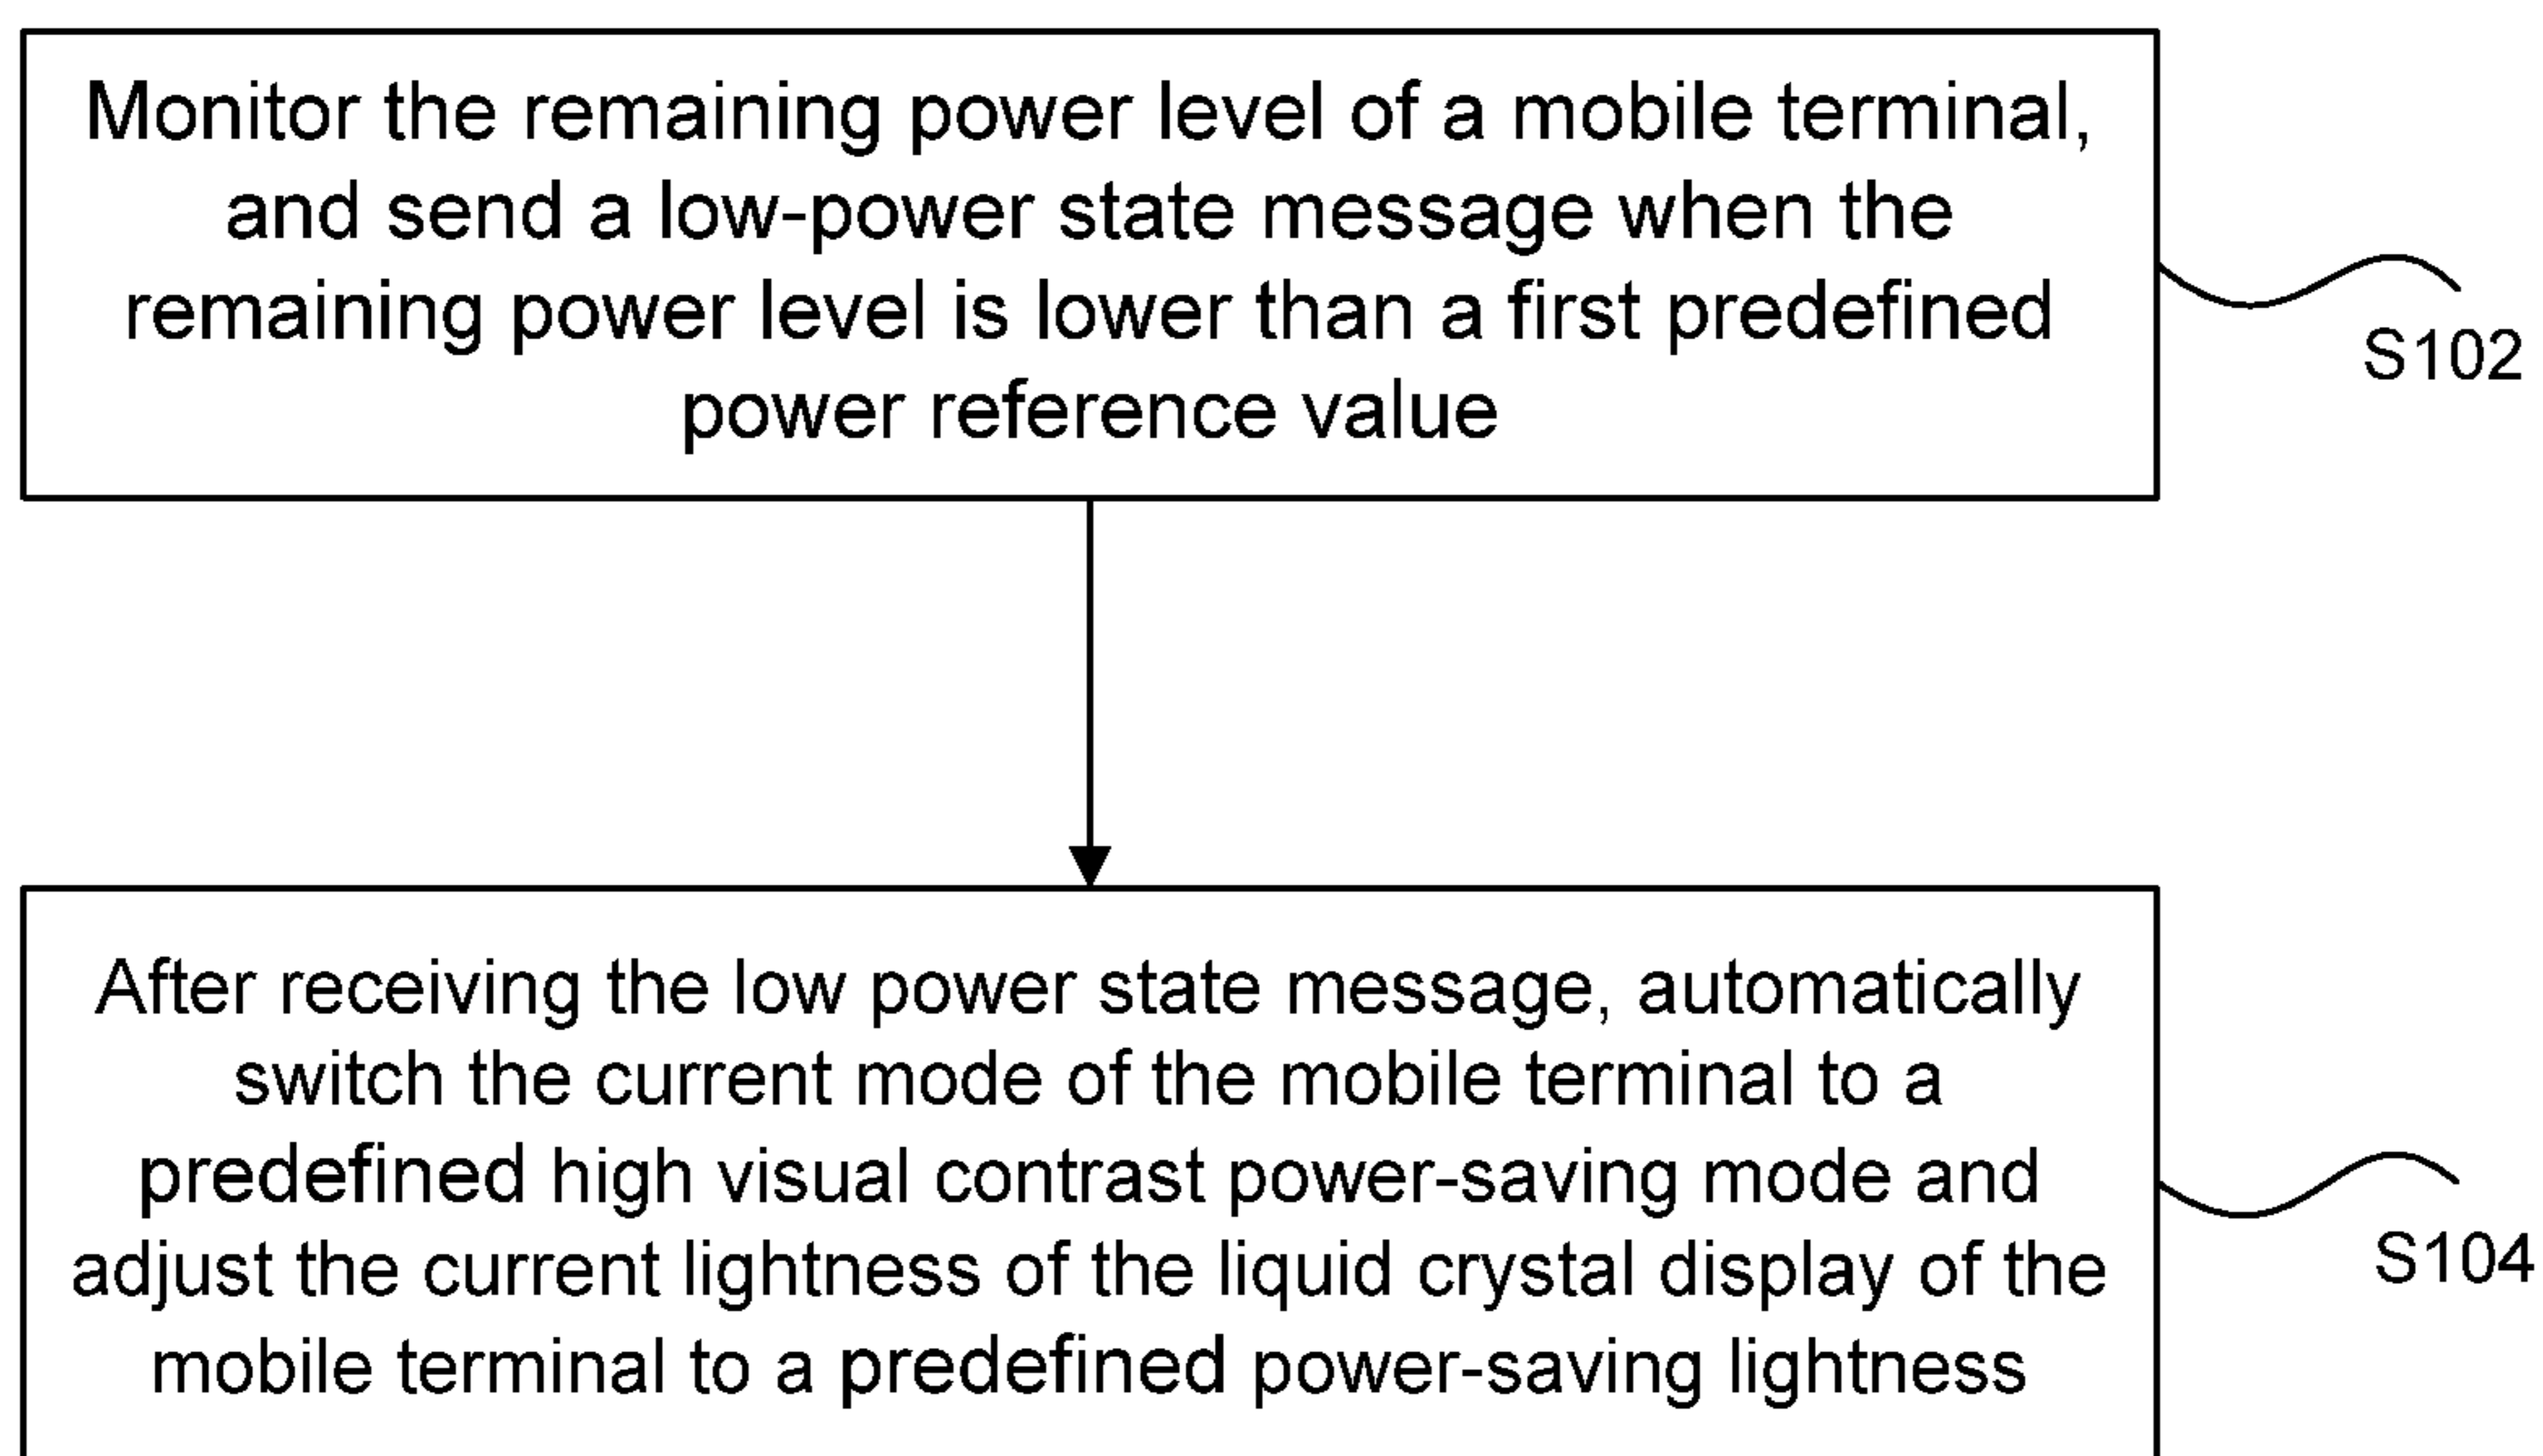 Monitor the remaining power level of a mobile terminal,
and send a low-power state message when the
remaining power level is lower than a first predefined
power reference value
S102
After receiving the low power state message, automatically
switch the current mode of the mobile terminal to a
predefined high visual contrast power-saving mode and
adjust the current lightness of the liquid crystal display of the
mobile terminal to a predefined power-saving lightness
S104